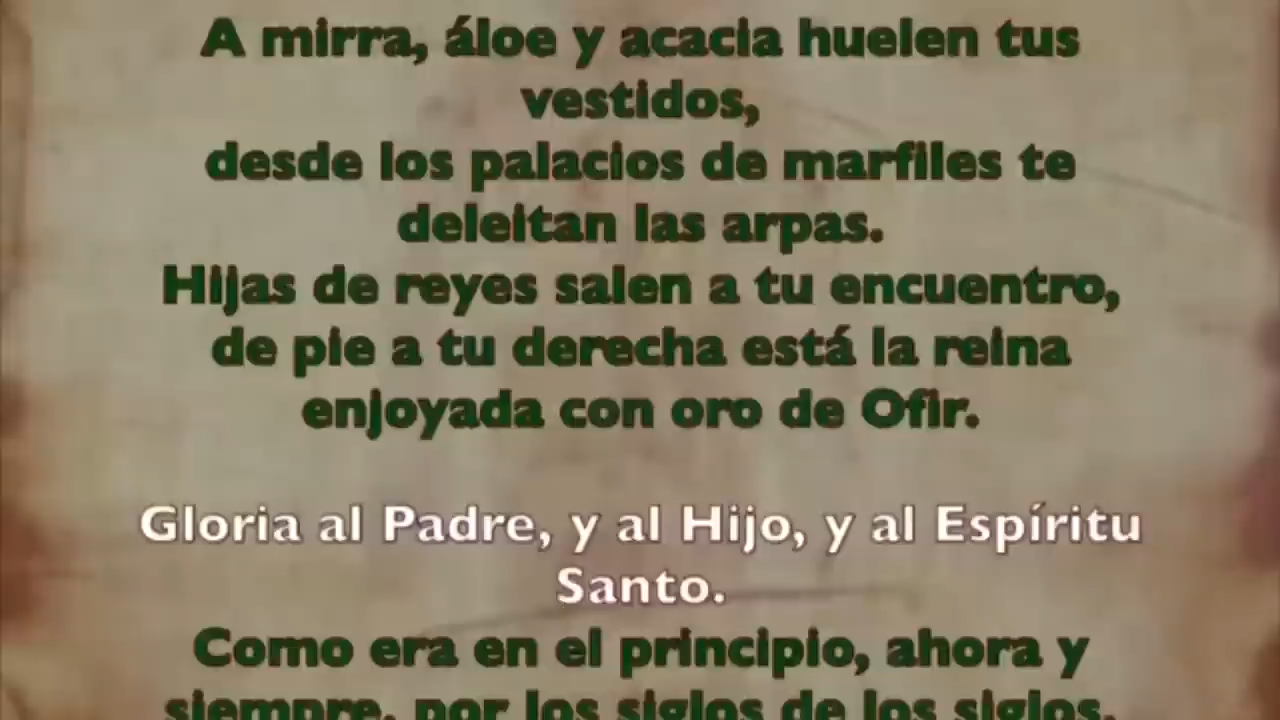 A mirra, áloe y acacia huelen tus
vestidos,
desde los palacios de marfiles te
deleitan las arpas.
Hijas de reyes salen a tu encuentro,
de pie a tu derecha está la reina
enjoyada con oro de Ofir.
Gloria al Padre, y al Hijo, y al Espíritu
Santo.
Como era en el principio, ahora y
siempre, por los siglos de los siglos.